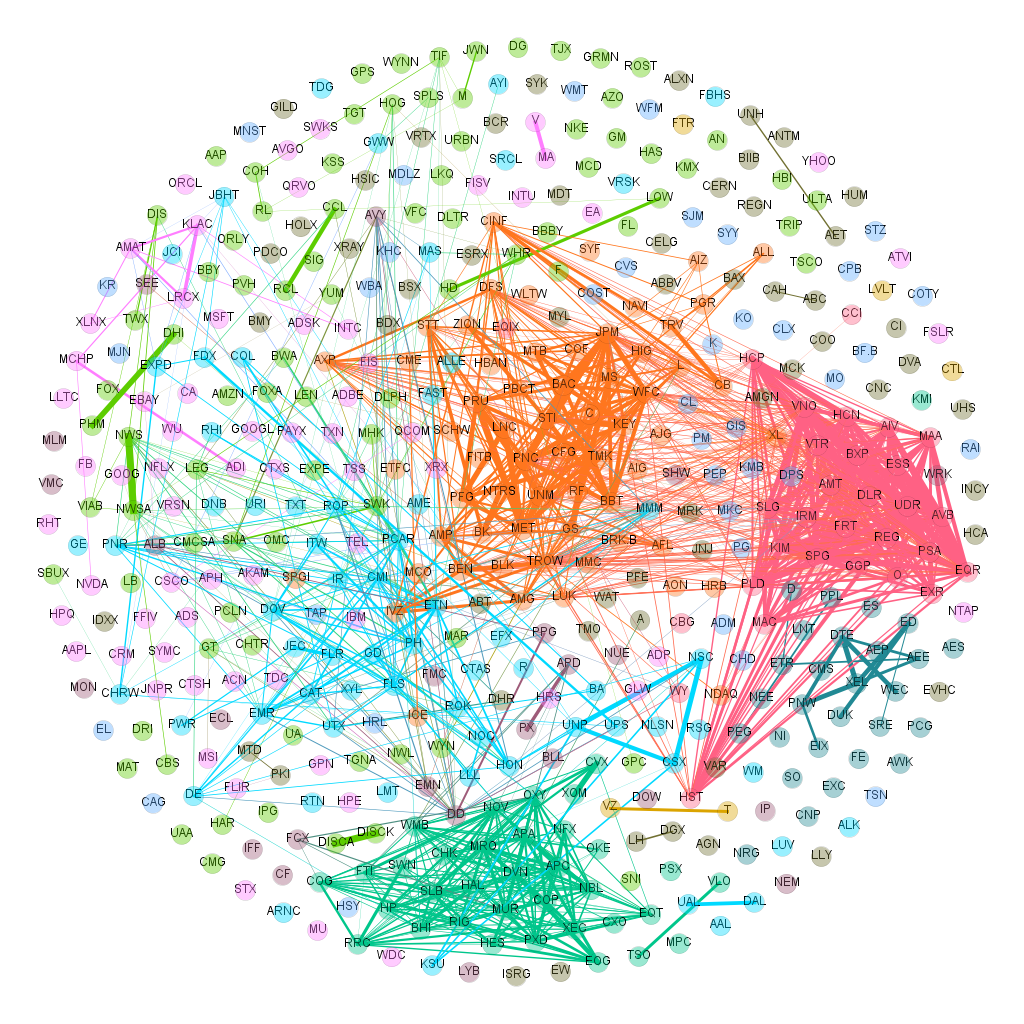 DG
TJX
JWN
TIF
WYNN
GRMN
ROST
GPS
ALXN
TDG
AYI
SYK
WMT
FBHS
SPLS
M
AZO
GILD
HOG
WFM
TGT
UNH
BCR
V
FTR
SWKS
NKE
MNST
VRTX
GM
AN
ANTM
GWW
URBN
AVGO
HAS
AAP
SRCL
MA
BIIB
YHOO
KSS
MCD
KMX
COH
HSIC
MDLZ
LKQ
HBI
ORCL
QRVO
FISV
VRSK
CERN
JBHT
INTU
MDT
LOW
REGN
ULTA
HUM
DIS
RL
CCL
AVY
VFC
DLTR
CINF
EA
SJM
KLAC
HOLX
BBBY
FL
TRIP
STZ
AMAT
ORLY
PDCO
XRAY
KHC
MAS
ESRX
WHR
SYF
CELG
SYY
AET
JCI
SIG
AIZ
ALL
TSCO
ATVI
KR
SEE
BBY
F
CVS
CPB
LRCX
PVH
RCL
YUM
WBA
BSX
HD
DFS
WLTW
COST
ABBV
BAX
CAH
ABC
LVLT
COTY
XLNX
TWX
MSFT
BMY
ADSK
INTC
BDX
STT
ZION
EQIX
MYL
NAVI
PGR
TRV
KO
CCI
CI
DHI
CLX
COO
FSLR
MJN
MCHP
EXPD
FDX
COL
BWA
AXP
FIS
CME
ALLE
HBAN
MTB
COF
JPM
HIG
L
K
HCP
MCK
BF.B
DVA
LLTC
FOX
EBAY
CA
AMZN
FOXA
LEN
ADBE
DLPH
FAST
PRU
PBCT
BAC
MS
WFC
CB
MO
CNC
CTL
KMI
UHS
PHM
WU
RHI
GOOGL
PAYX
TXN
MHK
QCOM
SCHW
LNC
STI
C
KEY
CL
GIS
AMGN
VNO
HCN
AIV
MAA
RAI
MLM
NWS
FB
GOOG
NFLX
ADI
LEG
CTXS
EXPE
TSS
ETFC
XRX
FITB
PNC
CFG
TMK
AJG
AIG
PM
XL
VTR
BXP
ESS
WRK
VMC
VIAB
NWSA
VRSN
DNB
URI
TXT
ROP
SWK
AME
PFG
NTRS
UNM
RF
BBT
SHW
PEP
KMB
DPS
AMT
DLR
INCY
RHT
GE
PNR
ALB
CMCSA
SNA
OMC
ITW
TEL
PCAR
AMP
BK
MET
GS
BRK.B
MMM
MRK
MKC
SLG
IRM
FRT
UDR
AVB
HCA
SBUX
NVDA
LB
CSCO
APH
AKAM
SPGI
IR
CMI
MCO
BEN
BLK
TROW
MMC
AFL
JNJ
PG
KIM
SPG
REG
GGP
PSA
O
EQR
HPQ
IDXX
FFIV
ADS
PCLN
DOV
TAP
IBM
IVZ
ETN
ABT
AMG
LUK
WAT
PFE
AON
HRB
PLD
D
PPL
ES
EXR
NTAP
AAPL
CRM
SYMC
GT
CHTR
JEC
FLR
GD
PH
MAR
EFX
PPG
TMO
A
CBG
ADM
MAC
LNT
DTE
ED
MON
CHRW
JNPR
CTSH
ACN
TDC
CAT
XYL
FLS
FMC
CTAS
R
APD
NUE
ADP
NSC
CHD
ETR
CMS
AEP
AEE
AES
EL
DRI
PWR
ECL
EMR
UTX
HRL
ICE
ROK
DHR
HRS
BA
GLW
WY
NDAQ
NEE
PNW
XEL
WEC
EVHC
MAT
CBS
MSI
MTD
UA
TGNA
NWL
WYN
NOC
PX
UNP
UPS
NLSN
RSG
PEG
NI
DUK
EIX
SRE
PCG
CAG
DE
FLIR
PKI
GPN
LMT
EMN
LLL
HON
BLL
CVX
GPC
CSX
VAR
WM
SO
EXC
FE
AWK
TSN
UAA
HAR
IPG
RTN
HPE
DD
NOV
OXY
XOM
VZ
DOW
HST
T
IP
CNP
ALK
CMG
IFF
FCX
DISCA
DISCK
WMB
MRO
APA
NFX
OKE
LH
DGX
AGN
NRG
LUV
LLY
STX
CF
COG
FTI
SWN
CHK
DVN
APC
SNI
PSX
VLO
NEM
ARNC
HSY
HP
SLB
HAL
COP
NBL
UAL
DAL
MU
BHI
RIG
MUR
XEC
CXO
EQT
AAL
RRC
WDC
HES
PXD
TSO
MPC
KSU
LYB
ISRG
EW
EOG